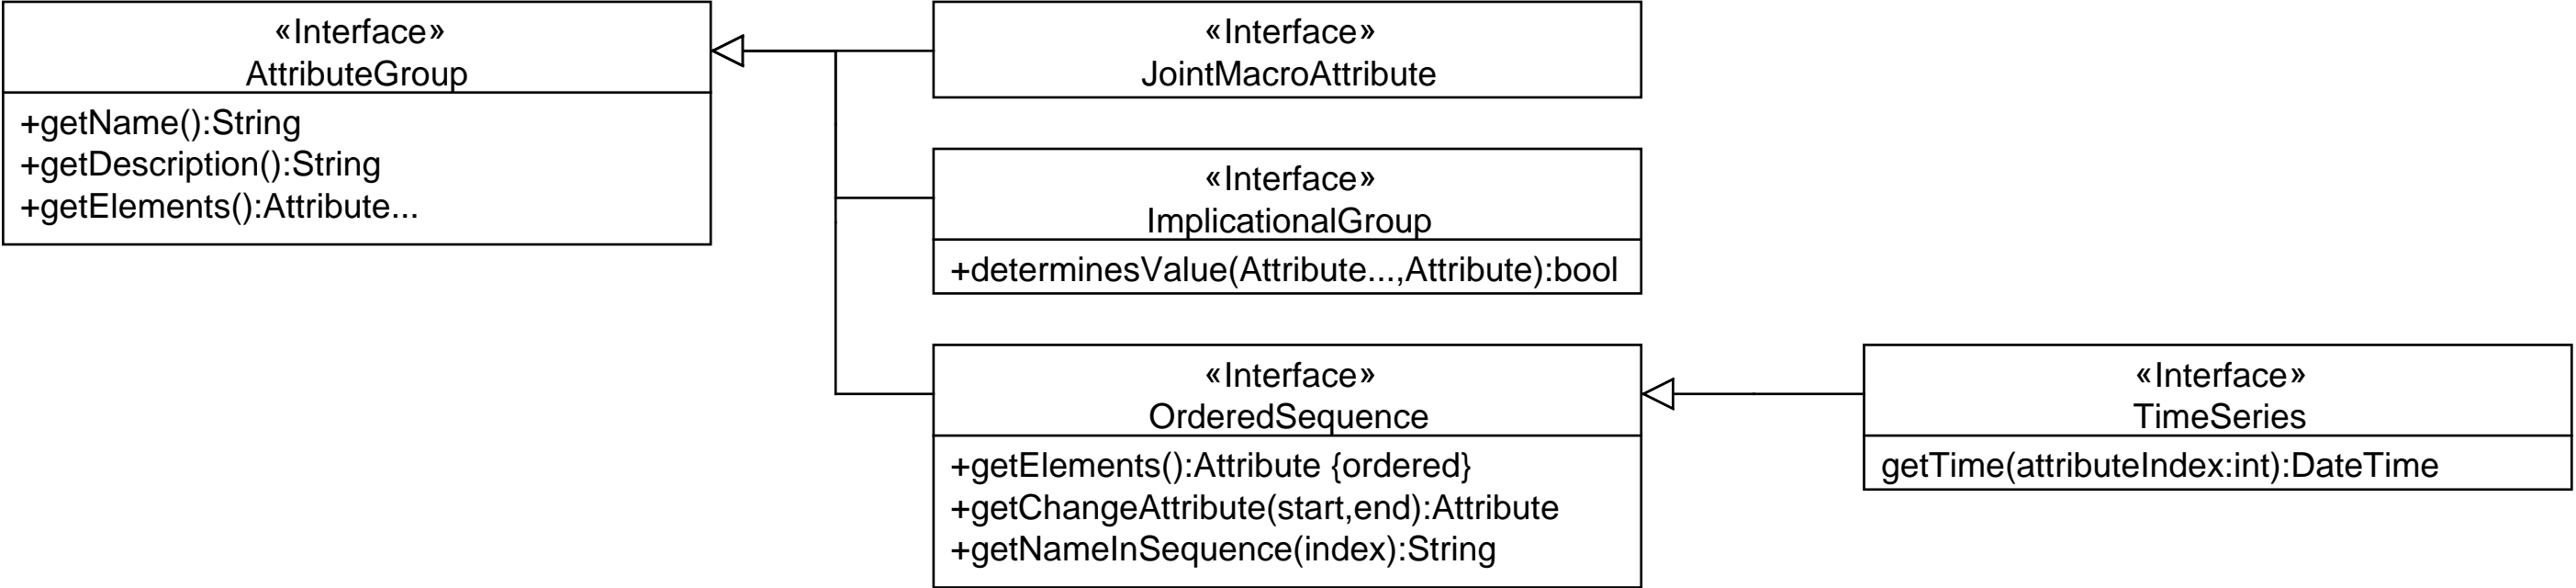 «Interface»
AttributeGroup
+getName():String
+getDescription():String
+getElements():Attribute...
«Interface»
JointMacroAttribute
«Interface»
ImplicationalGroup
+determinesValue(Attribute...,Attribute):bool
«Interface»
OrderedSequence
+getElements():Attribute {ordered}
+getChangeAttribute(start,end):Attribute
+getNameInSequence(index):String
«Interface»
TimeSeries
getTime(attributeIndex:int):DateTime